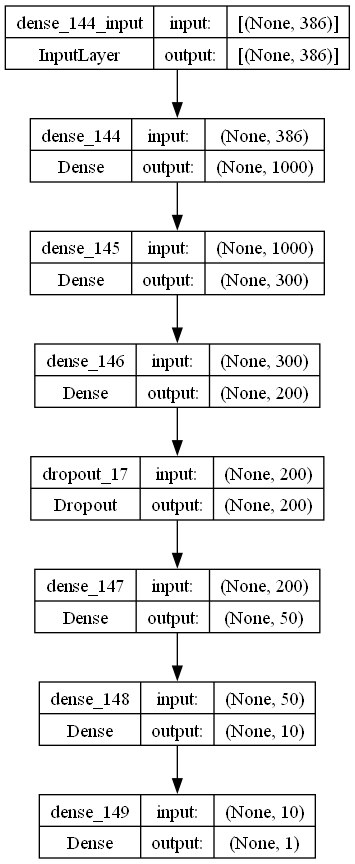 dense_144_input input: [(None, 386)]
InputLayer output: [(None, 386)]
dense_144 input: (None, 386)
Dense output: (None, 1000)
dense_145 input: (None, 1000)
Dense output: (None, 300)
dense_146 input: (None, 300)
Dense output: (None, 200)
dropout_17 input: (None, 200)
Dropout output: (None, 200)
dense_147 input: (None, 200)
Dense output: (None, 50)
dense_148 input: (None, 50)
Dense output: (None, 10)
dense_149 input: (None, 10)
Dense output: (None, 1)